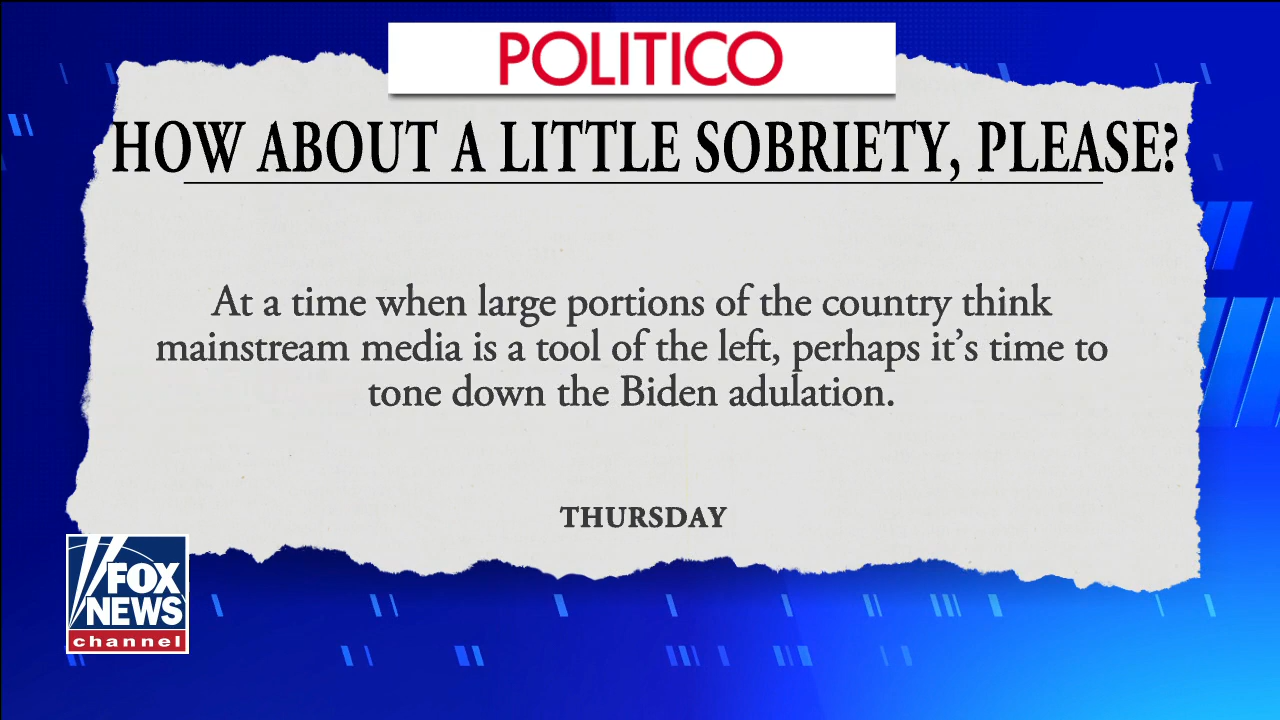 POLITICO
HOW ABOUT A LITTLE SOBRIETY, PLEASE?
At a time when large portions of the country think
mainstream media is a tool of the left, perhaps it's time to
tone down the Biden adulation.
THURSDAY
FOX
NEWS
channel